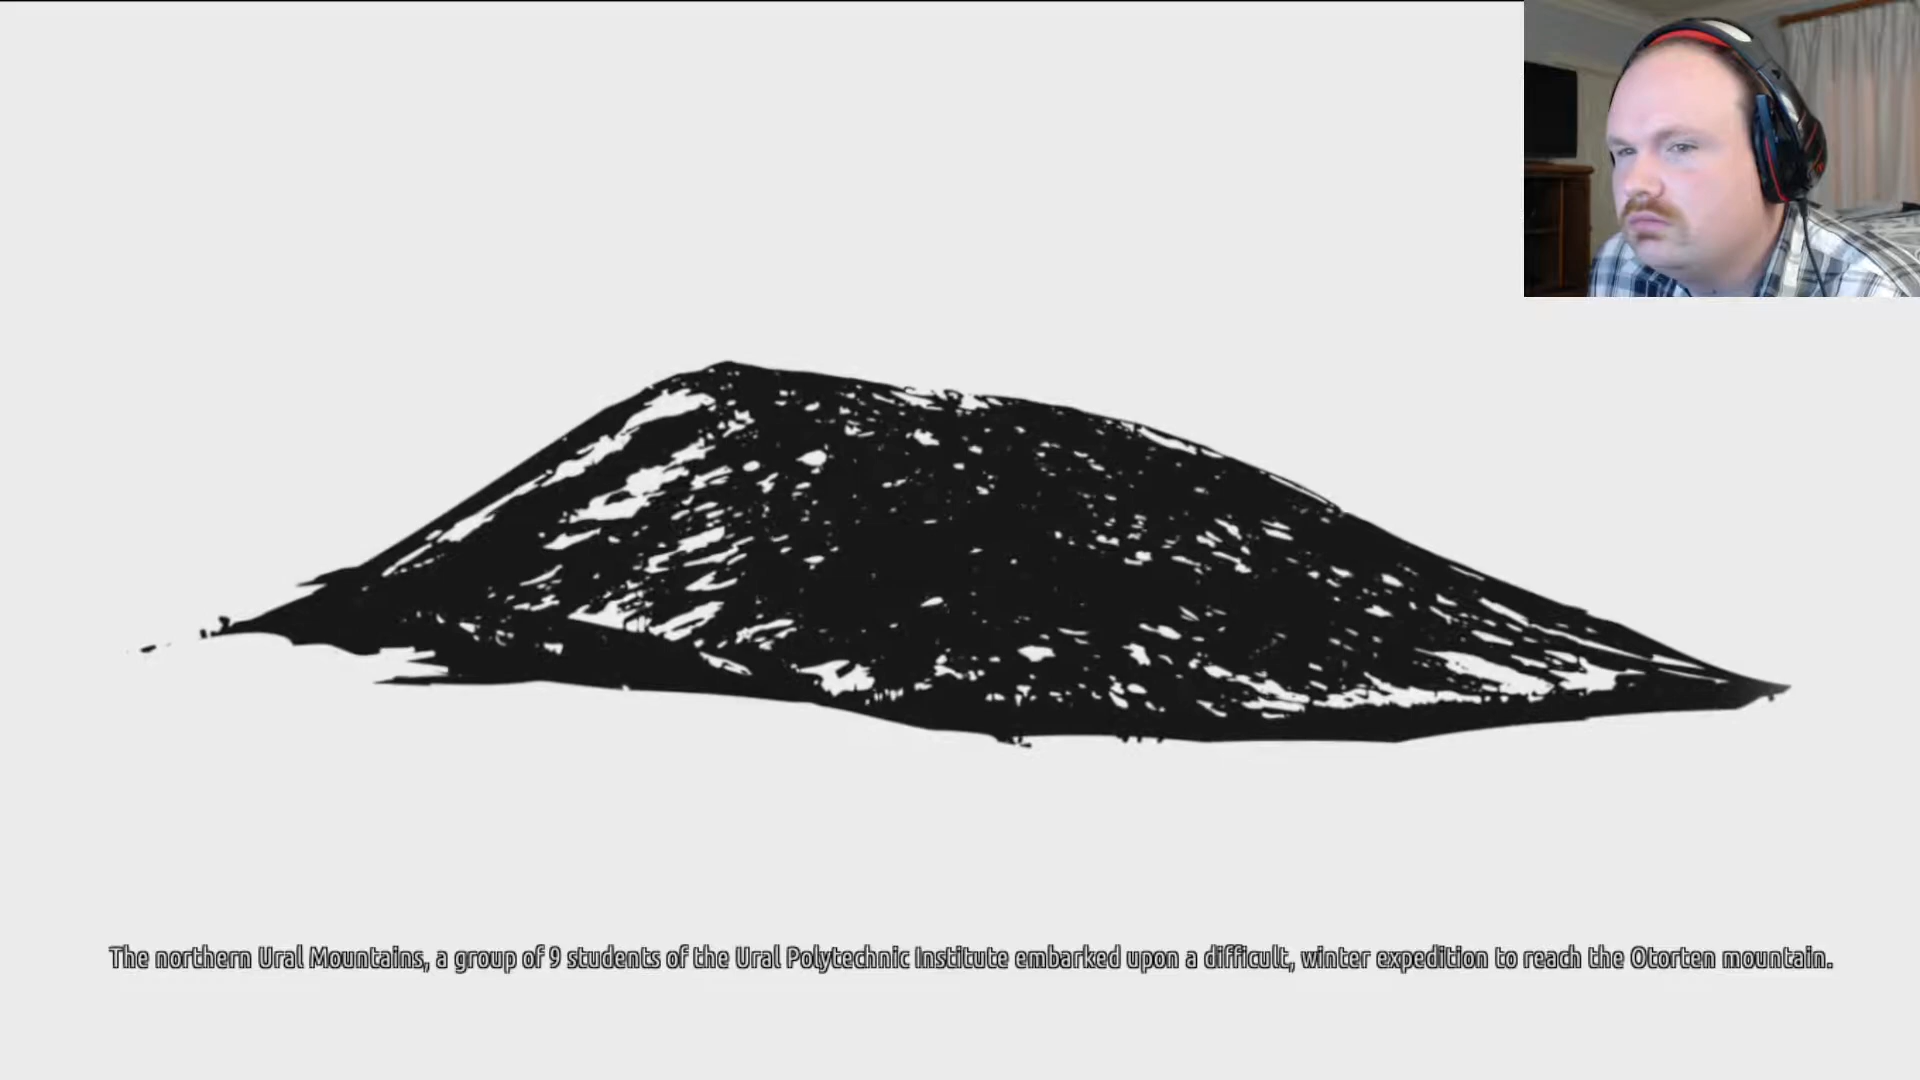 The northern Ural Mountains, a group of 9 students of the Ural Polytechnic Institute embarked upon a difficult, winter expedition to reach the Otorten mountain.